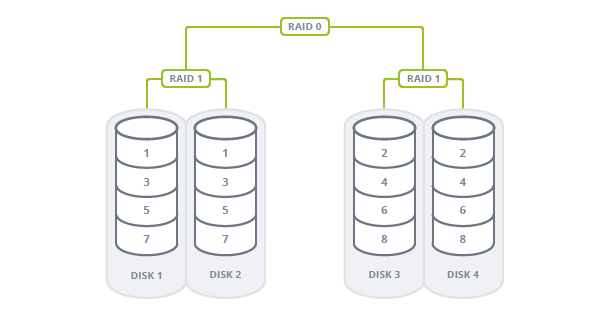 RAID 0
RAID 1
RAID 1
1 1 2 2
3 3 4 4
5 5 6 6
7 7 8 8
DISK 1 DISK 2 DISK 3 DISK 4